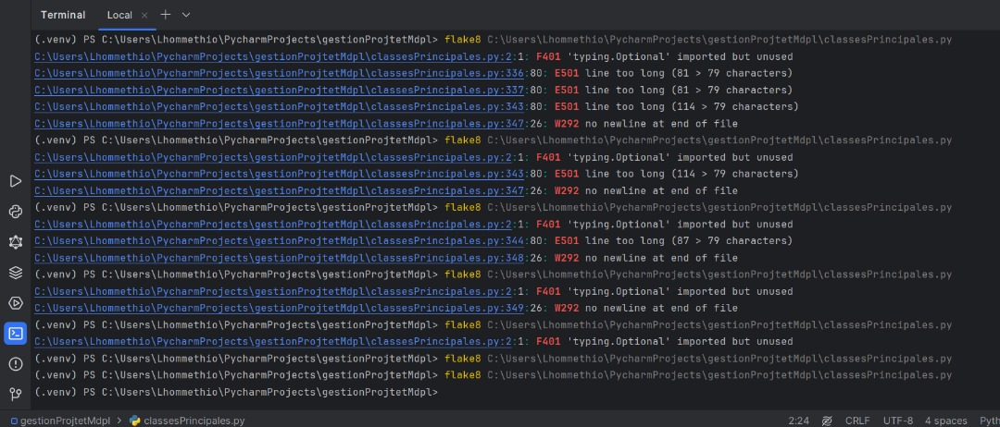 Terminal Local × +
(.venv) PS C:\Users\Lhommethio\PycharmProjects\gestionProjtetMdpl> flake8 C:\Users\Lhommethio\PycharmProjects\gestionProjtetMdpl\classesPrincipales.py
C:\Users\Lhommethio\PycharmProjects\gestionProjtetMdpl\classesPrincipales.py:2:1: F401 'typing.Optional' imported but unused
C:\Users\Lhommethio\PycharmProjects\gestionProjtetMdpl\classesPrincipales.py:336:80: E501 line too long (81 > 79 characters)
C:\Users\Lhommethio\PycharmProjects\gestionProjtetMdpl\classesPrincipales.py:337:80: E501 line too long (81 > 79 characters)
C:\Users\Lhommethio\PycharmProjects\gestionProjtetMdpl\classesPrincipales.py:343:80: E501 line too long (114 > 79 characters)
C:\Users\Lhommethio\PycharmProjects\gestionProjtetMdpl\classesPrincipales.py:347:26: W292 no newline at end of file
(.venv) PS C:\Users\Lhommethio\PycharmProjects\gestionProjtetMdpl> flake8 C:\Users\Lhommethio\PycharmProjects\gestionProjtetMdpl\classesPrincipales.py
C:\Users\Lhommethio\PycharmProjects\gestionProjtetMdpl\classesPrincipales.py:2:1: F401 'typing.Optional' imported but unused
C:\Users\Lhommethio\PycharmProjects\gestionProjtetMdpl\classesPrincipales.py:343:80: E501 line too long (114 > 79 characters)
C:\Users\Lhommethio\PycharmProjects\gestionProjtetMdpl\classesPrincipales.py:347:26: W292 no newline at end of file
(.venv) PS C:\Users\Lhommethio\PycharmProjects\gestionProjtetMdpl> flake8 C:\Users\Lhommethio\PycharmProjects\gestionProjtetMdpl\classesPrincipales.py
C:\Users\Lhommethio\PycharmProjects\gestionProjtetMdpl\classesPrincipales.py:2:1: F401 'typing.Optional' imported but unused
C:\Users\Lhommethio\PycharmProjects\gestionProjtetMdpl\classesPrincipales.py:344:80: E501 line too long (87 > 79 characters)
C:\Users\Lhommethio\PycharmProjects\gestionProjtetMdpl\classesPrincipales.py:348:26: W292 no newline at end of file
(.venv) PS C:\Users\Lhommethio\PycharmProjects\gestionProjtetMdpl> flake8 C:\Users\Lhommethio\PycharmProjects\gestionProjtetMdpl\classesPrincipales.py
C:\Users\Lhommethio\PycharmProjects\gestionProjtetMdpl\classesPrincipales.py:2:1: F401 'typing.Optional' imported but unused
C:\Users\Lhommethio\PycharmProjects\gestionProjtetMdpl\classesPrincipales.py:349:26: W292 no newline at end of file
(.venv) PS C:\Users\Lhommethio\PycharmProjects\gestionProjtetMdpl> flake8 C:\Users\Lhommethio\PycharmProjects\gestionProjtetMdpl\classesPrincipales.py
C:\Users\Lhommethio\PycharmProjects\gestionProjtetMdpl\classesPrincipales.py:2:1: F401 'typing.Optional' imported but unused
(.venv) PS C:\Users\Lhommethio\PycharmProjects\gestionProjtetMdpl> flake8 C:\Users\Lhommethio\PycharmProjects\gestionProjtetMdpl\classesPrincipales.py
(.venv) PS C:\Users\Lhommethio\PycharmProjects\gestionProjtetMdpl> flake8 C:\Users\Lhommethio\PycharmProjects\gestionProjtetMdpl\classesPrincipales.py
(.venv) PS C:\Users\Lhommethio\PycharmProjects\gestionProjtetMdpl>
gestionProjtetMdpl > classesPrincipales.py 2:24 CRLF UTF-8 4 spaces Pyth